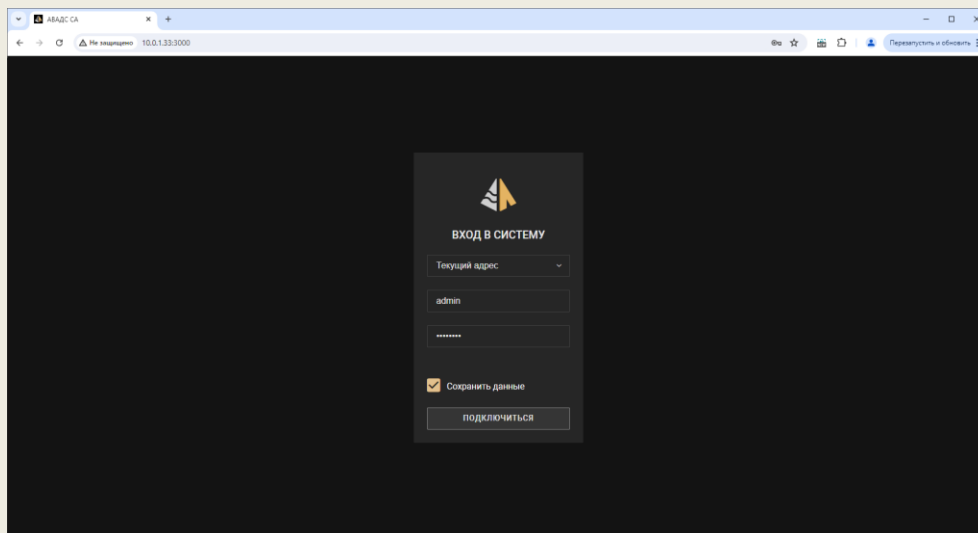 АВАДС СА
Не защищено 10.0.1.33:3000
Перезапустить и обновить
ВХОД В СИСТЕМУ
Текущий адрес
admin
••••••••
Сохранить данные
ПОДКЛЮЧИТЬСЯ